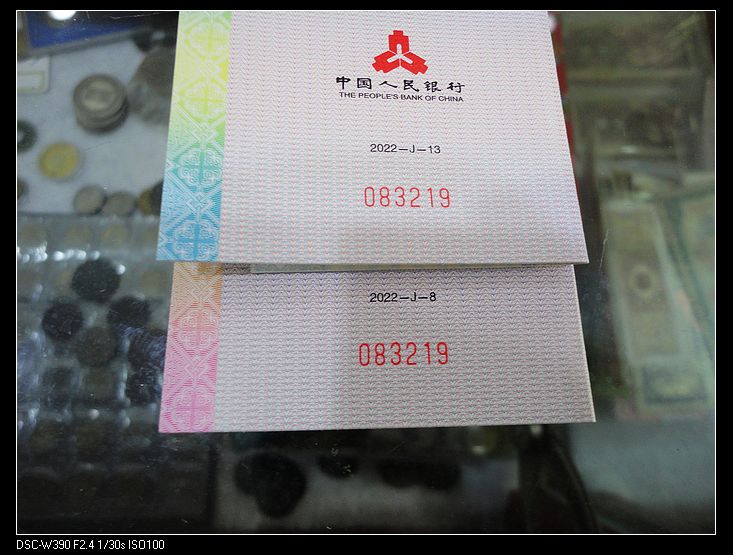 中国人民银行
THE PEOPLE'S BANK OF CHINA
2022—J—13
083219
2022—J—8
083219
DSC-W390 F2.4 1/30s ISO100